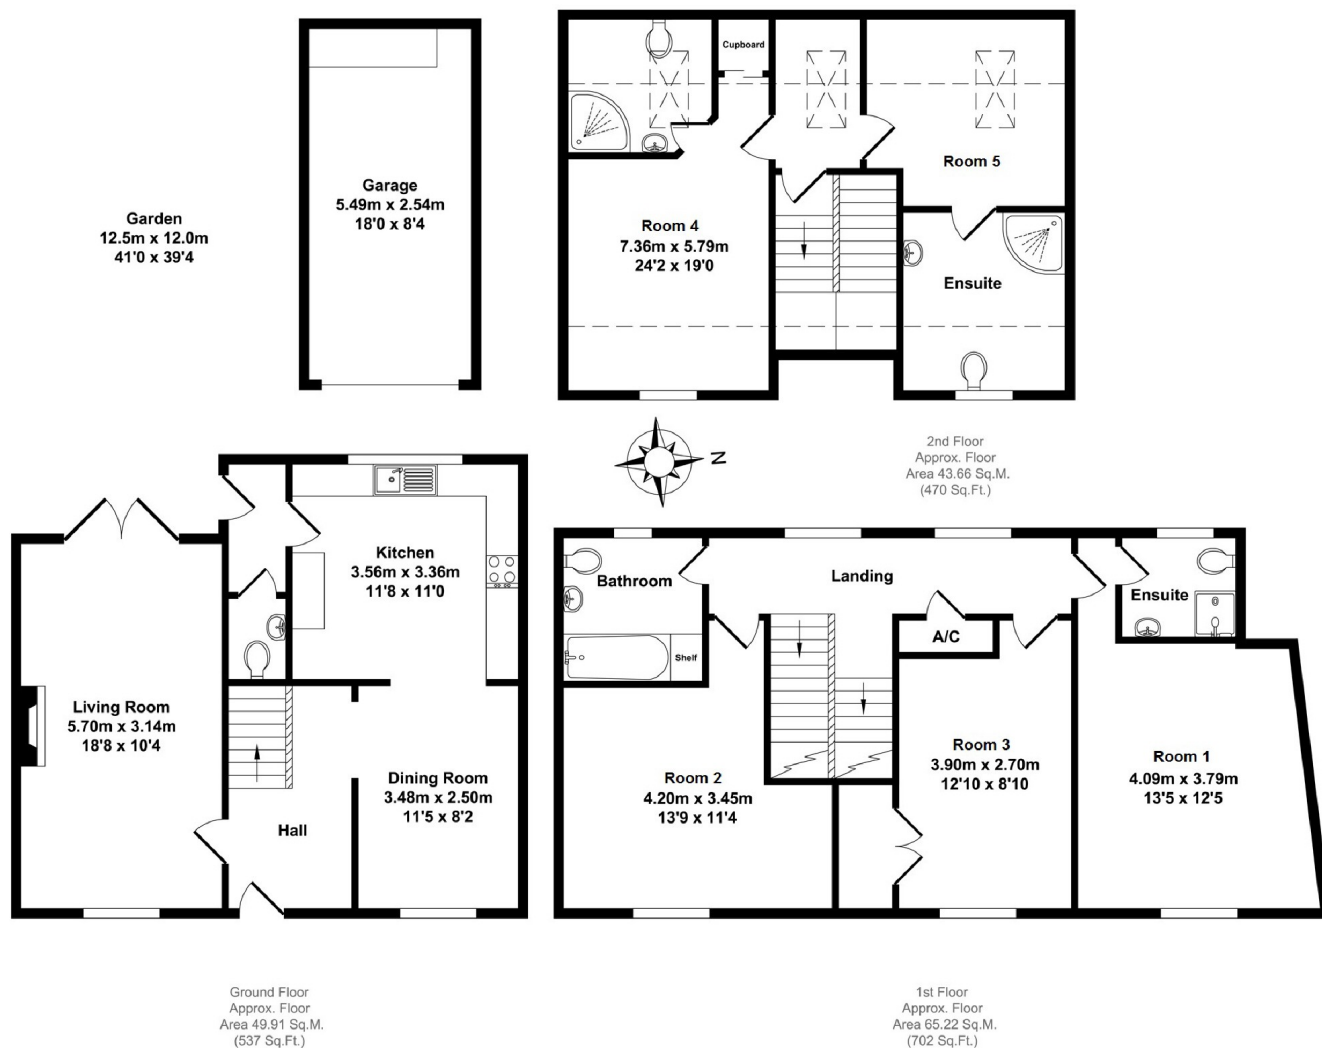 Garden
12.5m x 12.0m
41'0 x 39'4
Garage
5.49m x 2.54m
18'0 x 8'4
Cupboard
Room 5
Room 4
7.36m x 5.79m
24'2 x 19'0
Ensuite
2nd Floor
Approx. Floor
Area 43.66 Sq.M.
(470 Sq.Ft.)
N
Kitchen
3.56m x 3.36m
11'8 x 11'0
Living Room
5.70m x 3.14m
18'8 x 10'4
Dining Room
3.48m x 2.50m
11'5 x 8'2
Hall
Ground Floor
Approx. Floor
Area 49.91 Sq.M.
(537 Sq.Ft.)
Bathroom
Landing
Ensuite
A/C
Shelf
Room 2
4.20m x 3.45m
13'9 x 11'4
Room 3
3.90m x 2.70m
12'10 x 8'10
Room 1
4.09m x 3.79m
13'5 x 12'5
1st Floor
Approx. Floor
Area 65.22 Sq.M.
(702 Sq.Ft.)